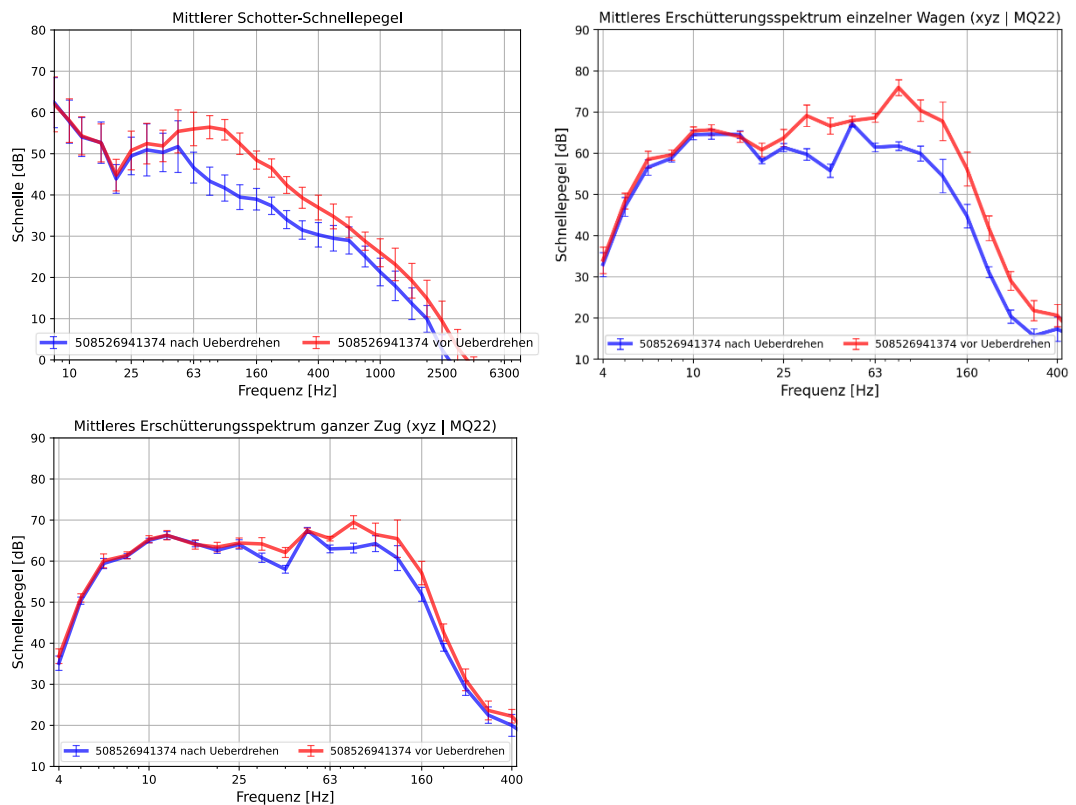 Mittlerer Schotter-Schnellepegel
80
70
60
50
40
30
20
10
0
Schnelle [dB]
508526941374 nach Ueberdrehen
508526941374 vor Ueberdrehen
10 25 63 160 400 1000 2500 6300
Frequenz [Hz]
Mittleres Erschütterungsspektrum einzelner Wagen (xyz | MQ22)
90
80
70
60
50
40
30
20
10
Schnellepegel [dB]
508526941374 nach Ueberdrehen
508526941374 vor Ueberdrehen
4 10 25 63 160 400
Frequenz [Hz]
Mittleres Erschütterungsspektrum ganzer Zug (xyz | MQ22)
90
80
70
60
50
40
30
20
10
Schnellepegel [dB]
508526941374 nach Ueberdrehen
508526941374 vor Ueberdrehen
4 10 25 63 160 400
Frequenz [Hz]